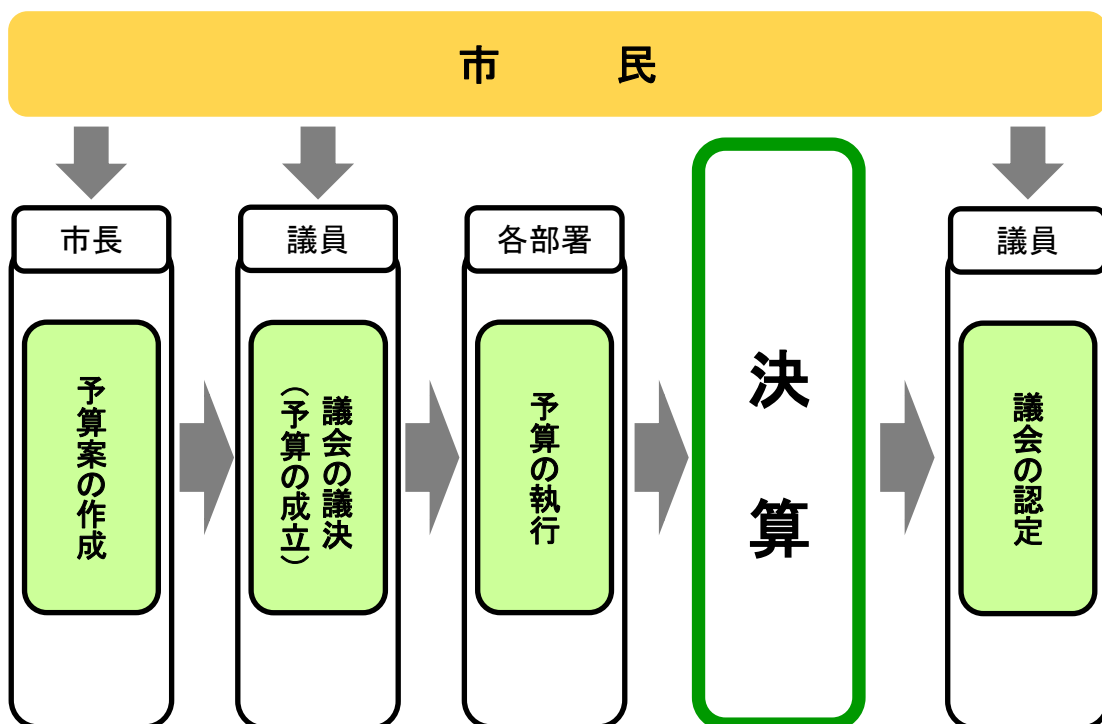 市　民
市長
議員
各部署
議員
予算案の作成
議会の議決
（予算の成立）
予算の執行
決算
議会の認定